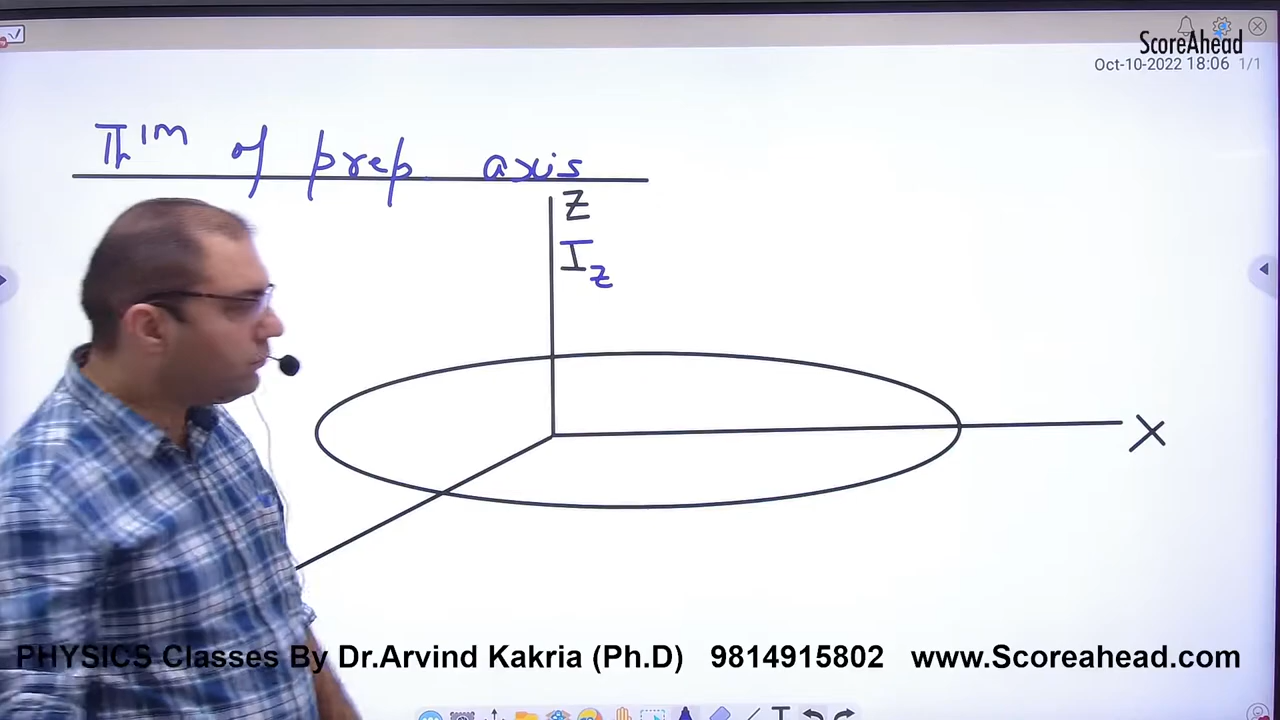 ScoreAhead
Oct-10-2022 18:06 1/1
Th^m of prep axis
Z
I_z
X
PHYSICS Classes By Dr.Arvind Kakria (Ph.D) 9814915802 www.Scoreahead.com